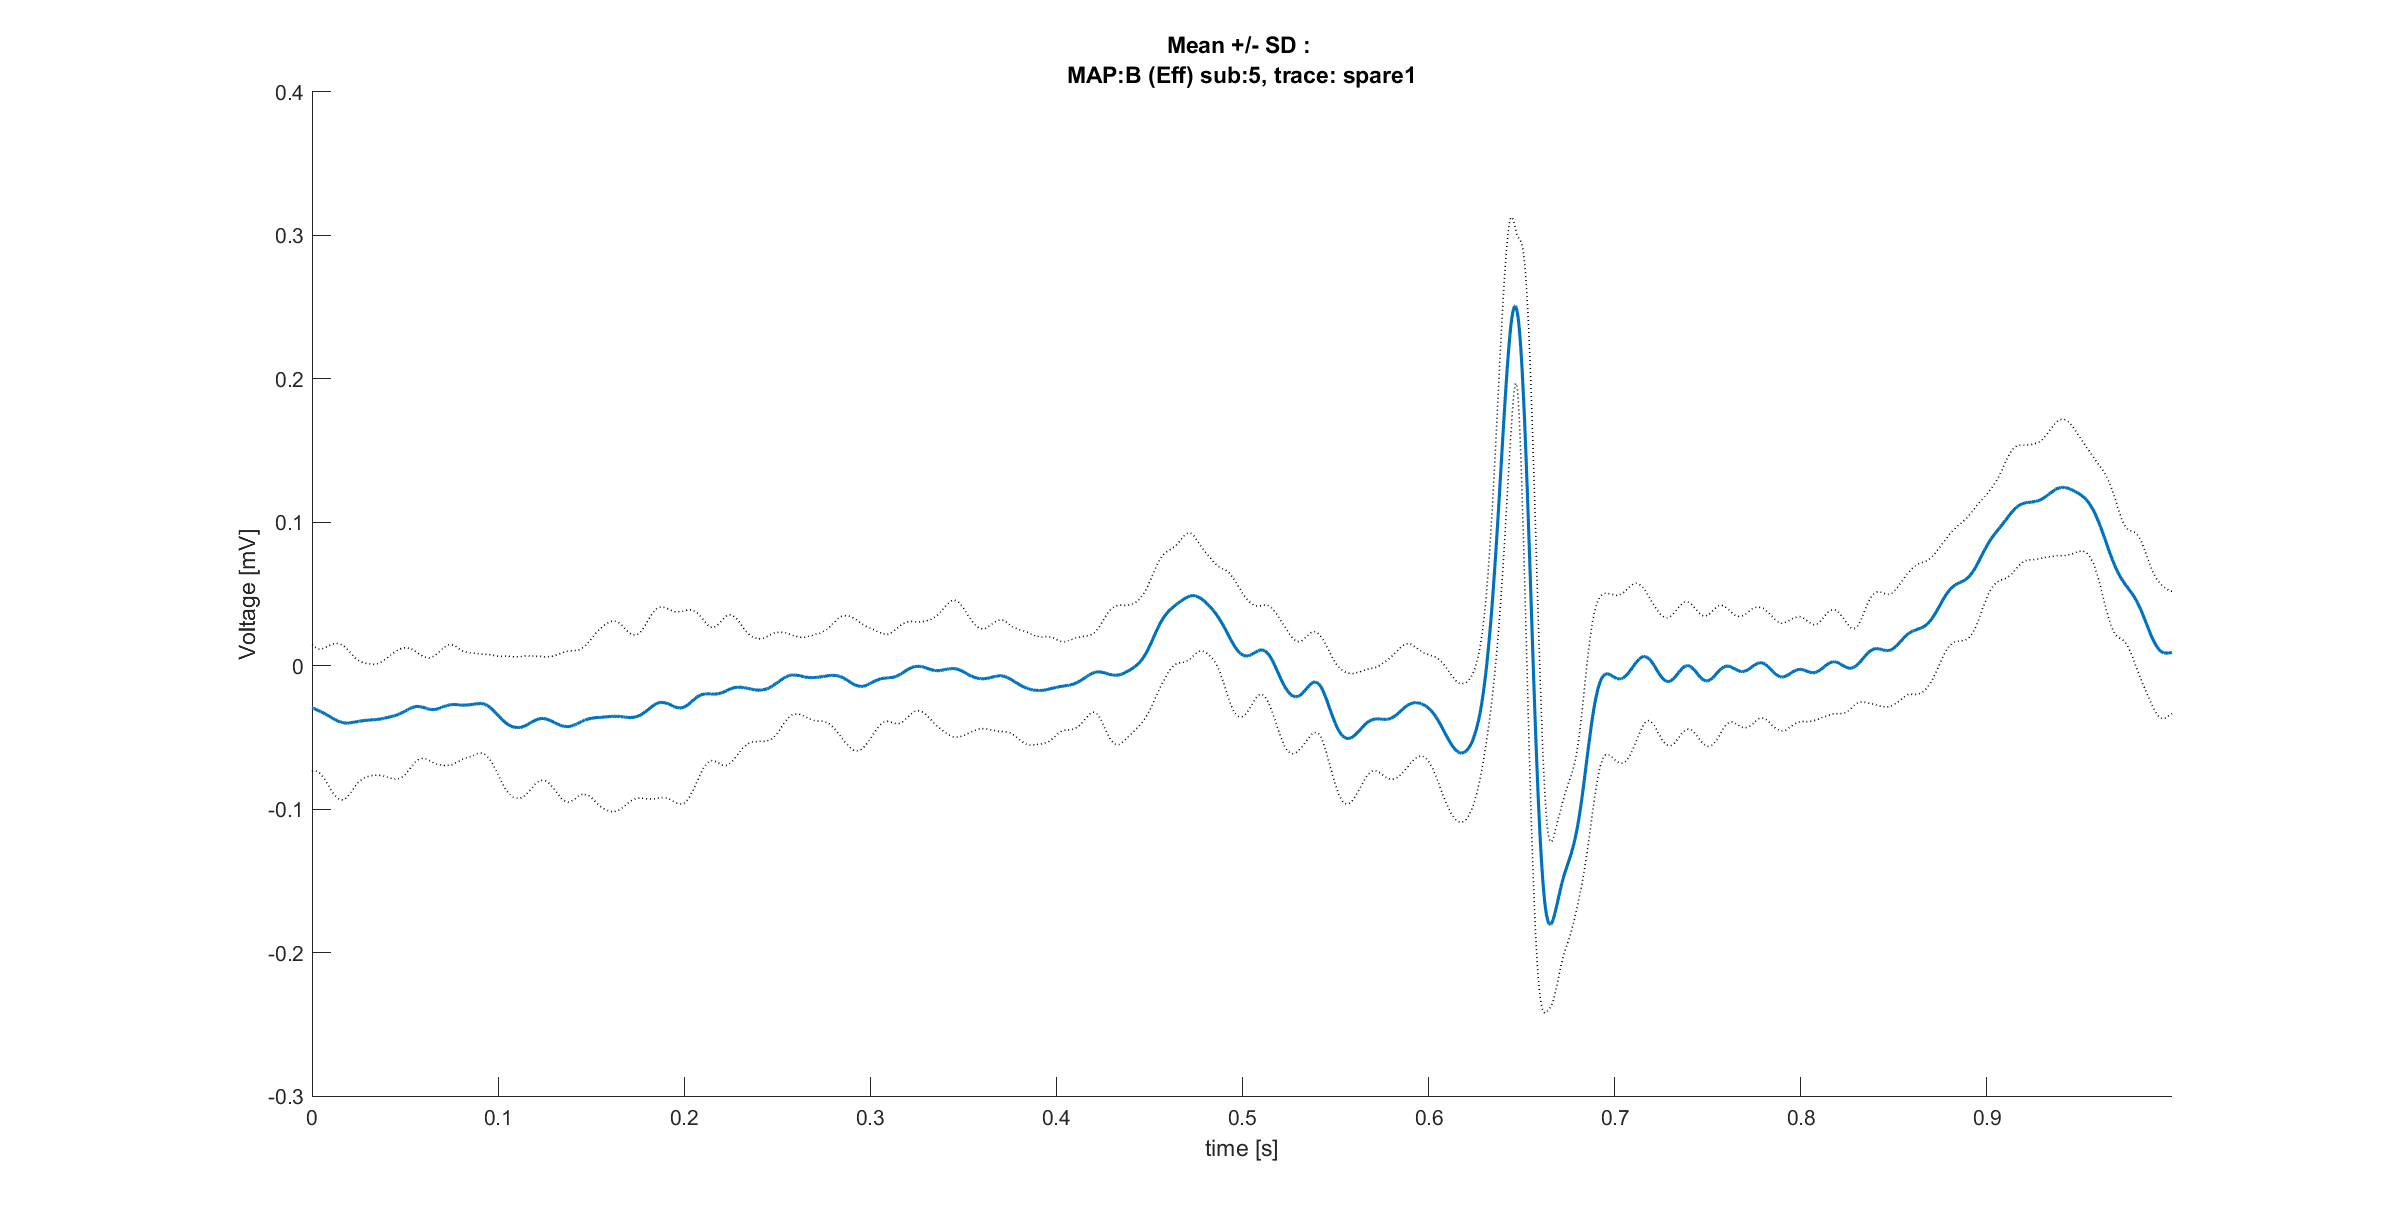 Mean +/- SD :
MAP:B (Eff) sub:5, trace: spare1
0.4
0.3
0.2
0.1
0
-0.1
-0.2
-0.3
Voltage [mV]
0 0.1 0.2 0.3 0.4 0.5 0.6 0.7 0.8 0.9
time [s]